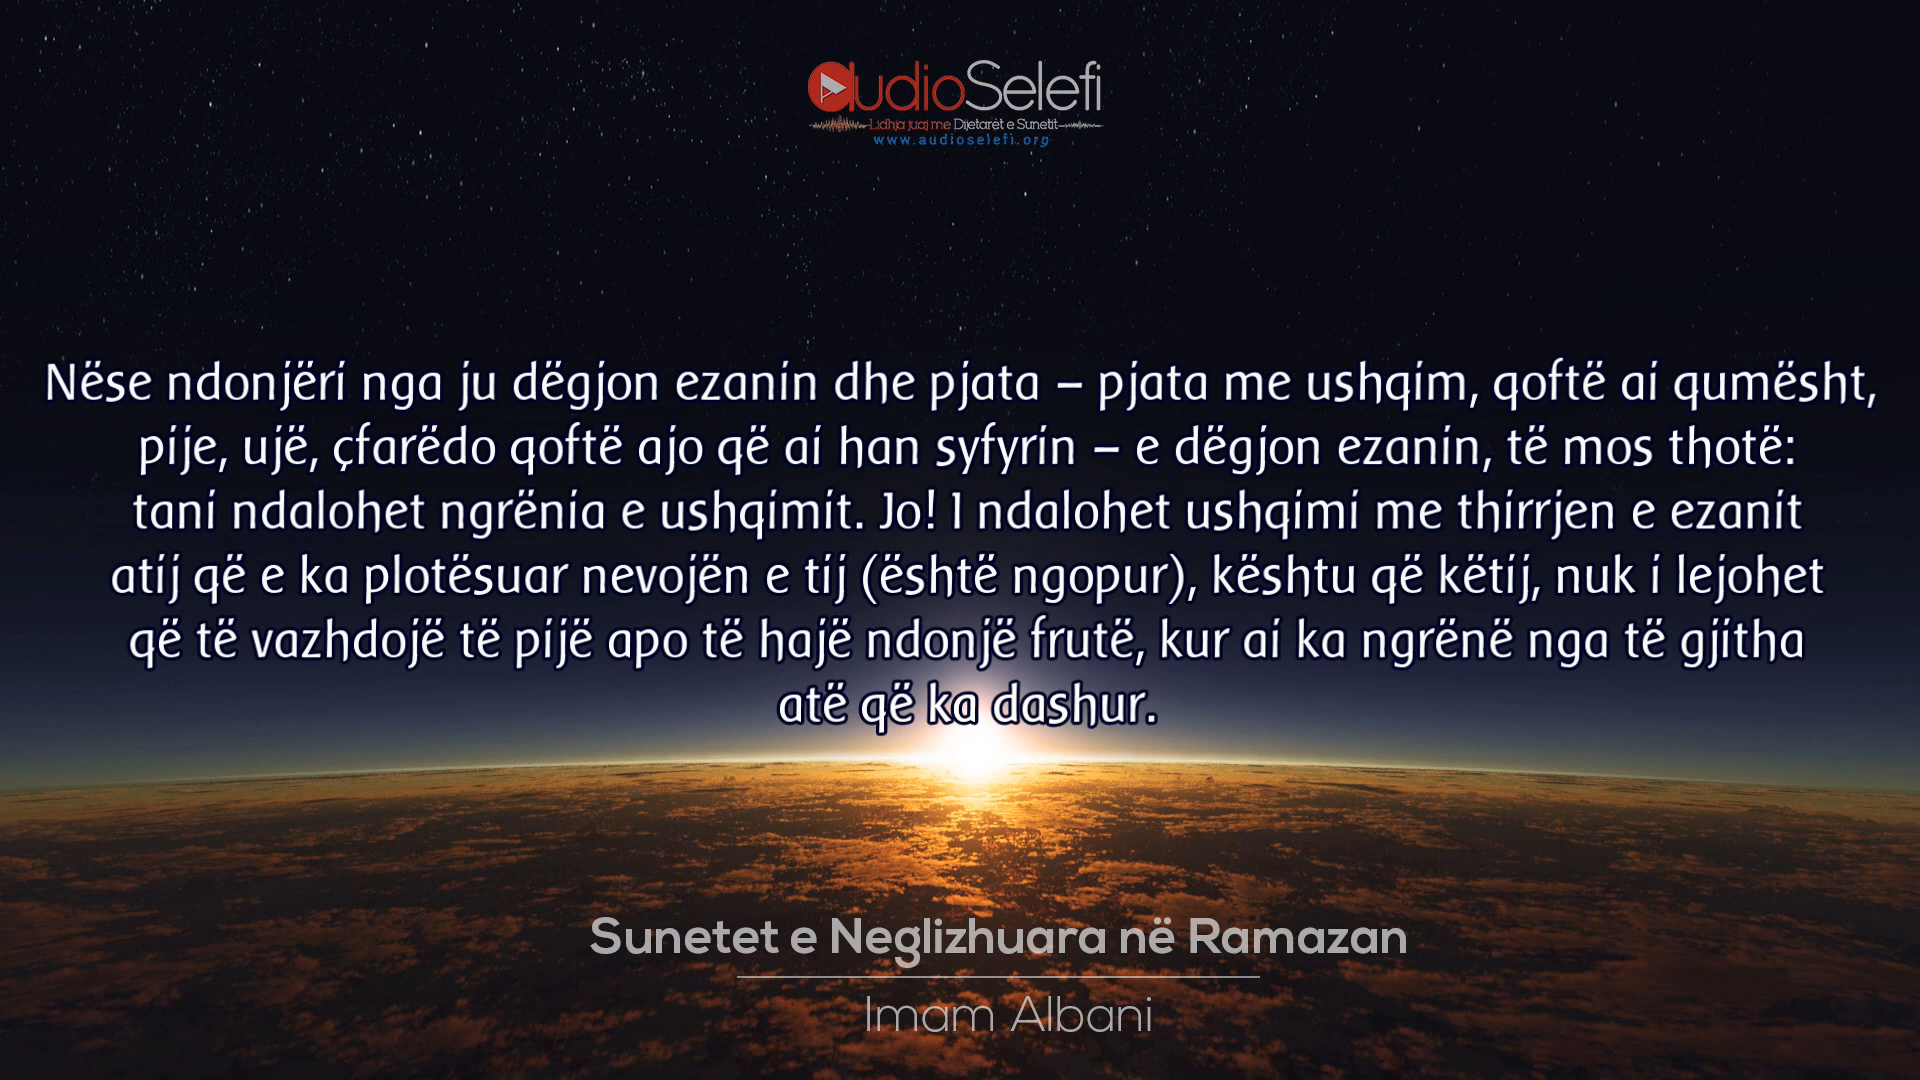 audioSelefi
Lidhja juaj me Dijetarët e Sunetit
www.audioselefi.org
Nëse ndonjëri nga ju dëgjon ezanin dhe pjata – pjata me ushqim, qoftë ai qumësht,
pije, ujë, çfarëdo qoftë ajo që ai han syfyrin – e dëgjon ezanin, të mos thotë:
tani ndalohet ngrënia e ushqimit. Jo! I ndalohet ushqimi me thirrjen e ezanit
atij që e ka plotësuar nevojën e tij (është ngopur), kështu që këtij, nuk i lejohet
që të vazhdojë të pijë apo të hajë ndonjë frutë, kur ai ka ngrënë nga të gjitha
atë që ka dashur.
Sunetet e Neglizhuara në Ramazan
Imam Albani